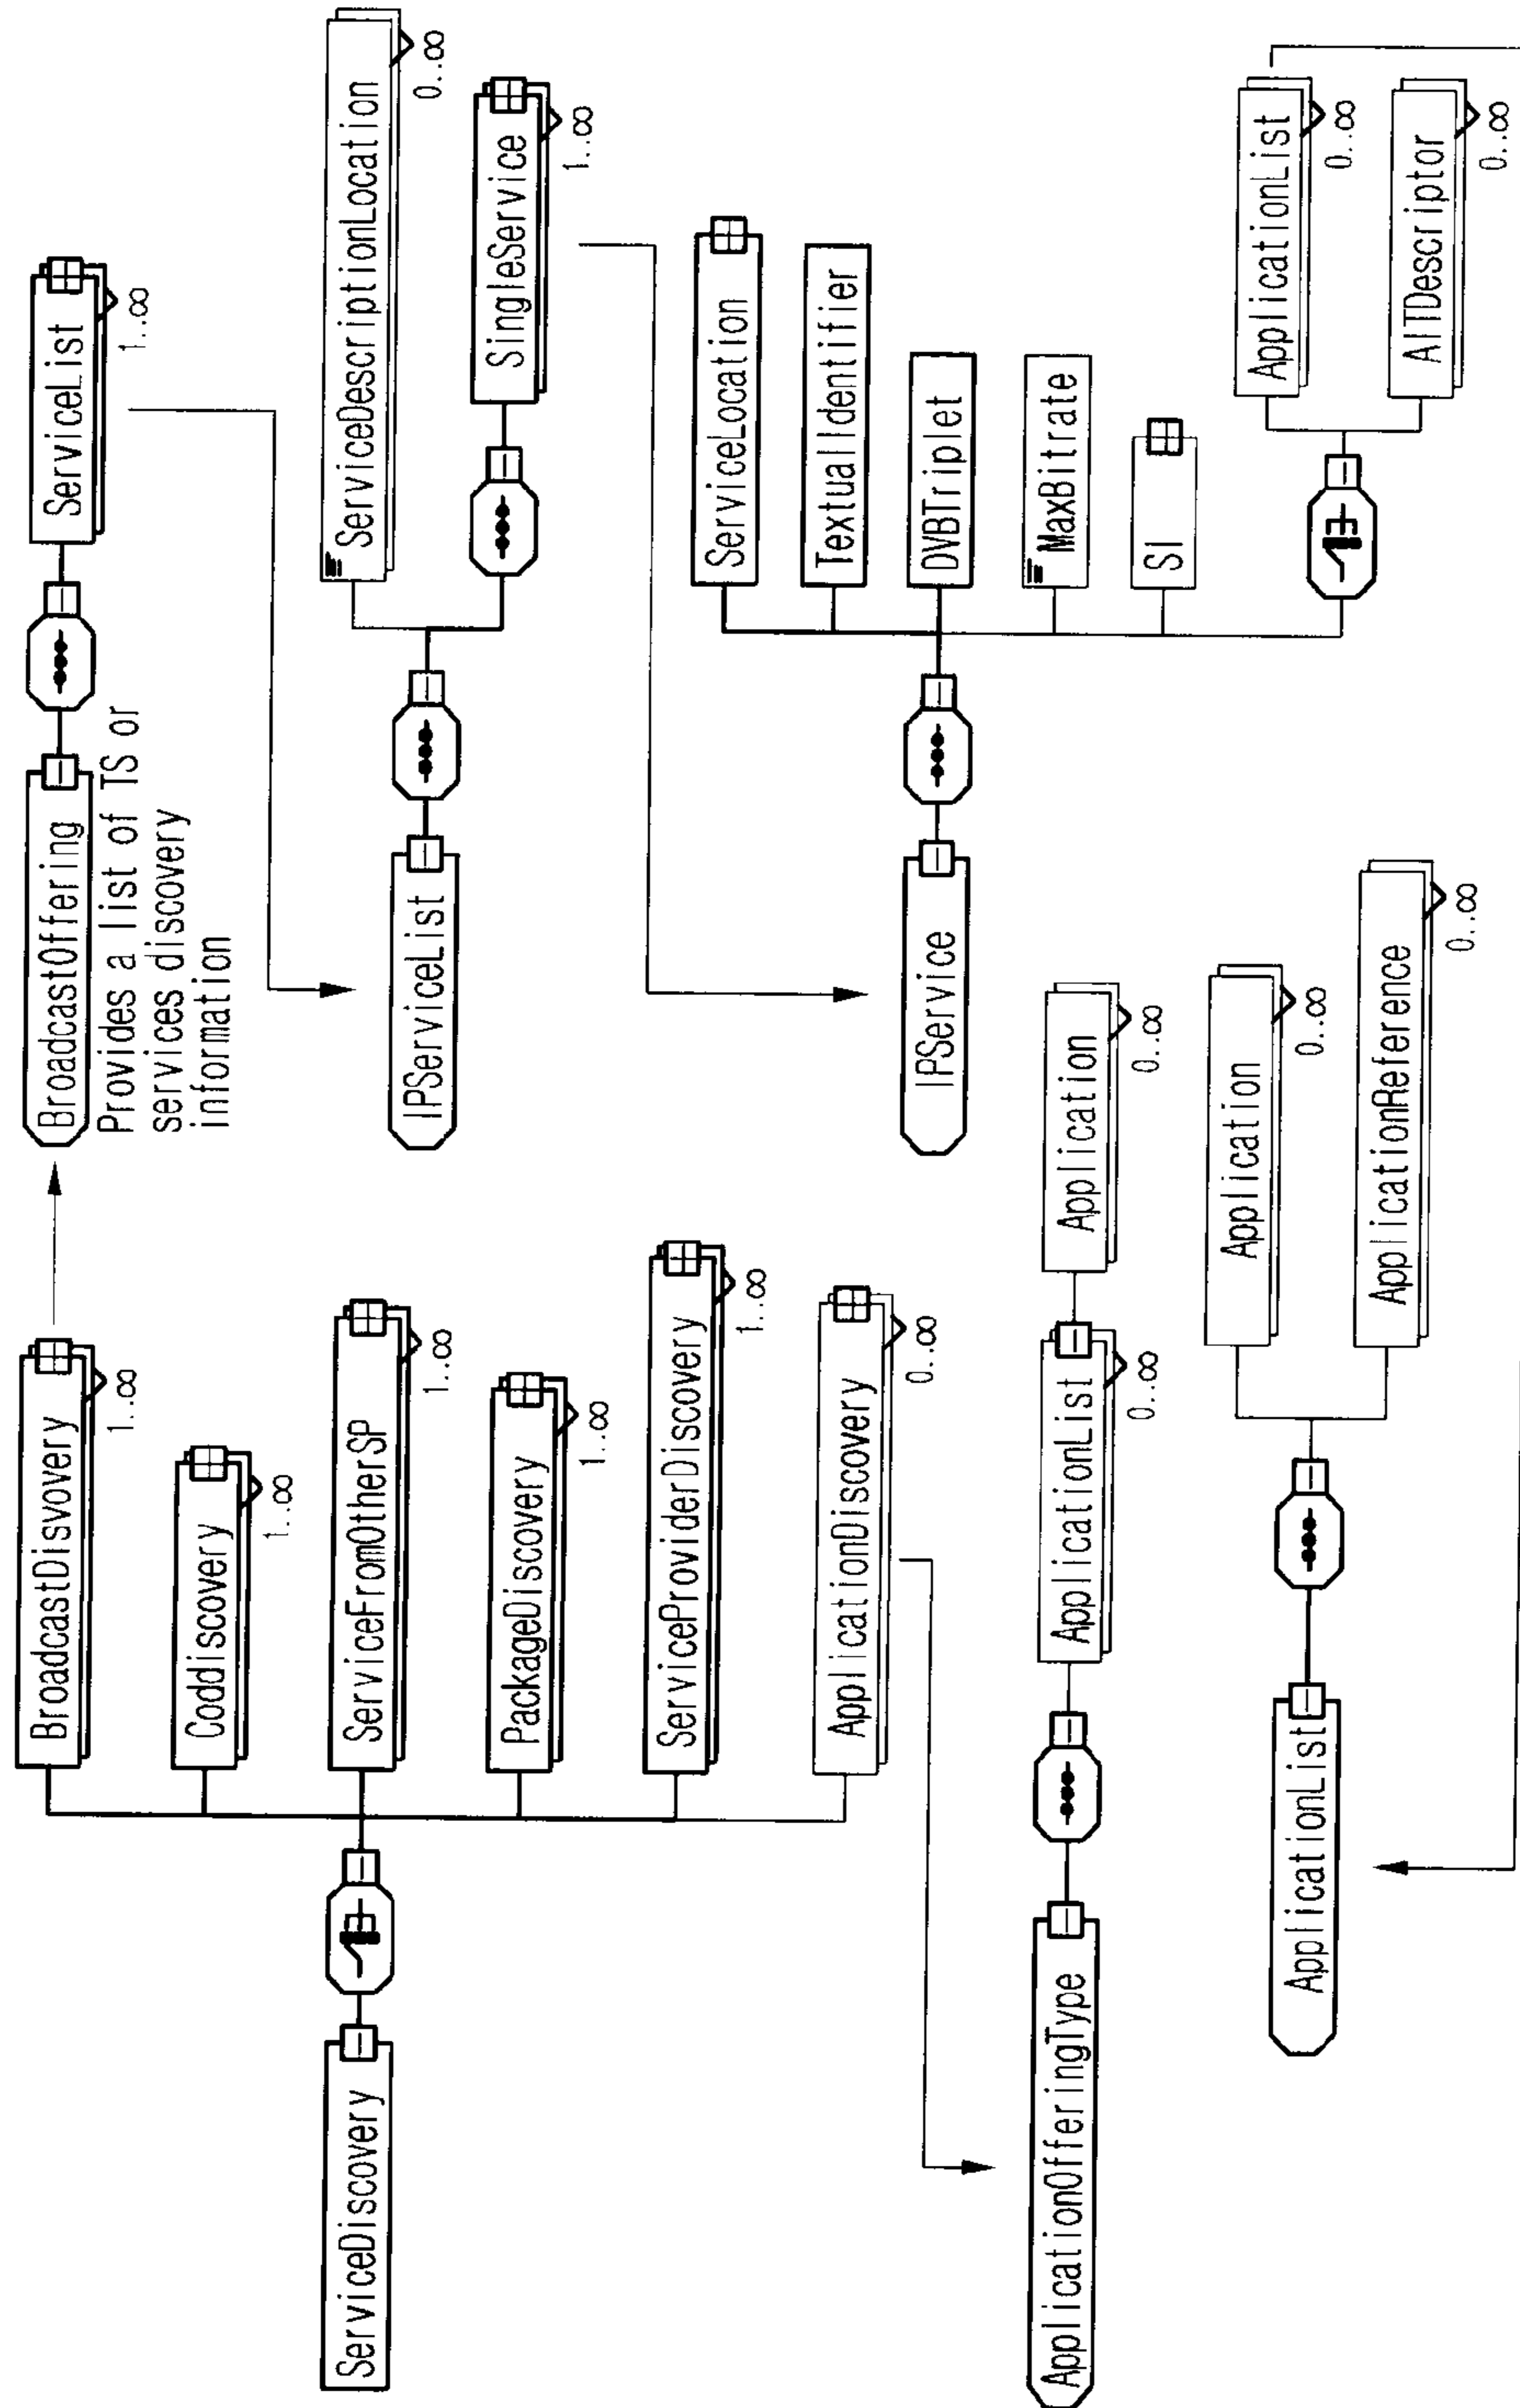 ServiceDiscovery
BroadcastDisvovery
1..∞
Coddiscovery
1..∞
ServiceFromOtherSP
1..∞
PackageDiscovery
1..∞
ServiceProviderDiscovery
1..∞
ApplicationDiscovery
0..∞
BroadcastOffering
Provides a list of TS or
services discovery
information
ServiceList
1..∞
IPServiceList
ServiceDescriptionLocation
0..∞
SingleService
1..∞
IPService
ServiceLocation
TextualIdentifier
DVBTriplet
MaxBitrate
SI
ApplicationList
0..∞
AITDescriptor
0..∞
ApplicationOfferingType
ApplicationList
0..∞
Application
0..∞
ApplicationList
Application
0..∞
ApplicationReference
0..∞